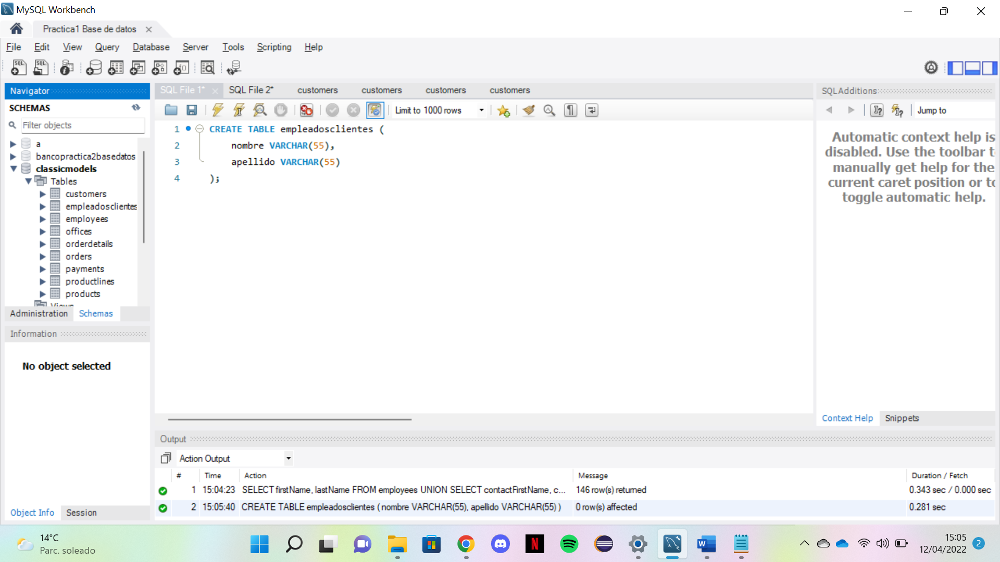 MySQL Workbench
Practica1 Base de datos
File Edit View Query Database Server Tools Scripting Help
Navigator
SCHEMAS
Filter objects
a
bancopractica2basedatos
classicmodels
Tables
customers
empleadosclientes
employees
offices
orderdetails
orders
payments
productlines
products
Views
Administration Schemas
Information
No object selected
Object Info Session
SQL File 1* SQL File 2* customers customers customers customers
Limit to 1000 rows
1 CREATE TABLE empleadosclientes (
2 nombre VARCHAR(55),
3 apellido VARCHAR(55)
4 );
SQLAdditions
Jump to
Automatic context help is
disabled. Use the toolbar
manually get help for the
current caret position or
toggle automatic help.
Context Help Snippets
Output
Action Output
# Time Action Message Duration / Fetch
1 15:04:23 SELECT firstName, lastName FROM employees UNION SELECT contactFirstName, c... 146 row(s) returned 0.343 sec / 0.000 sec
2 15:05:40 CREATE TABLE empleadosclientes ( nombre VARCHAR(55), apellido VARCHAR(55) ) 0 row(s) affected 0.281 sec
14°C
Parc. soleado
15:05
12/04/2022
2